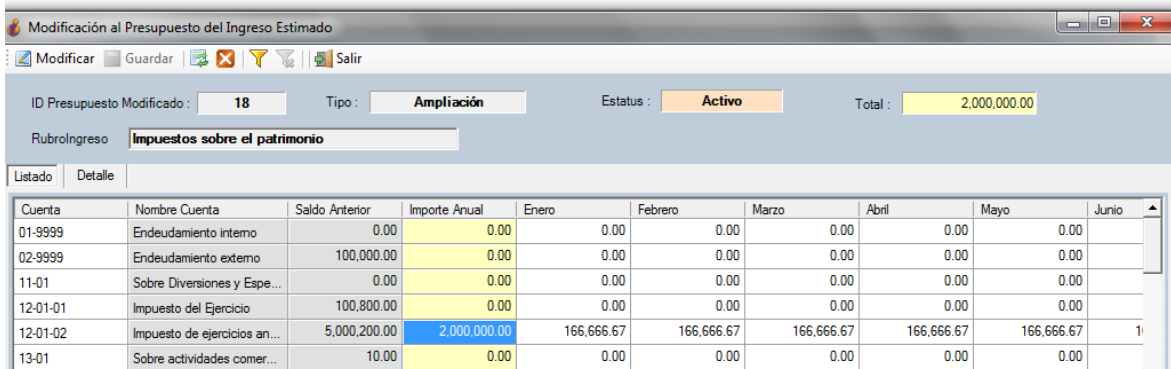 Modificación al Presupuesto del Ingreso Estimado
Modificar Guardar Salir
ID Presupuesto Modificado : 18 Tipo : Ampliación Estatus : Activo Total : 2,000,000.00
RubroIngreso Impuestos sobre el patrimonio
Listado Detalle
Cuenta Nombre Cuenta Saldo Anterior Importe Anual Enero Febrero Marzo Abril Mayo Junio
01-9999 Endeudamiento interno 0.00 0.00 0.00 0.00 0.00 0.00 0.00
02-9999 Endeudamiento externo 100,000.00 0.00 0.00 0.00 0.00 0.00 0.00
11-01 Sobre Diversiones y Espe... 0.00 0.00 0.00 0.00 0.00 0.00 0.00
12-01-01 Impuesto del Ejercicio 100,800.00 0.00 0.00 0.00 0.00 0.00 0.00
12-01-02 Impuesto de ejercicios an... 5,000,200.00 2,000,000.00 166,666.67 166,666.67 166,666.67 166,666.67 166,666.67
13-01 Sobre actividades comer... 10.00 0.00 0.00 0.00 0.00 0.00 0.00